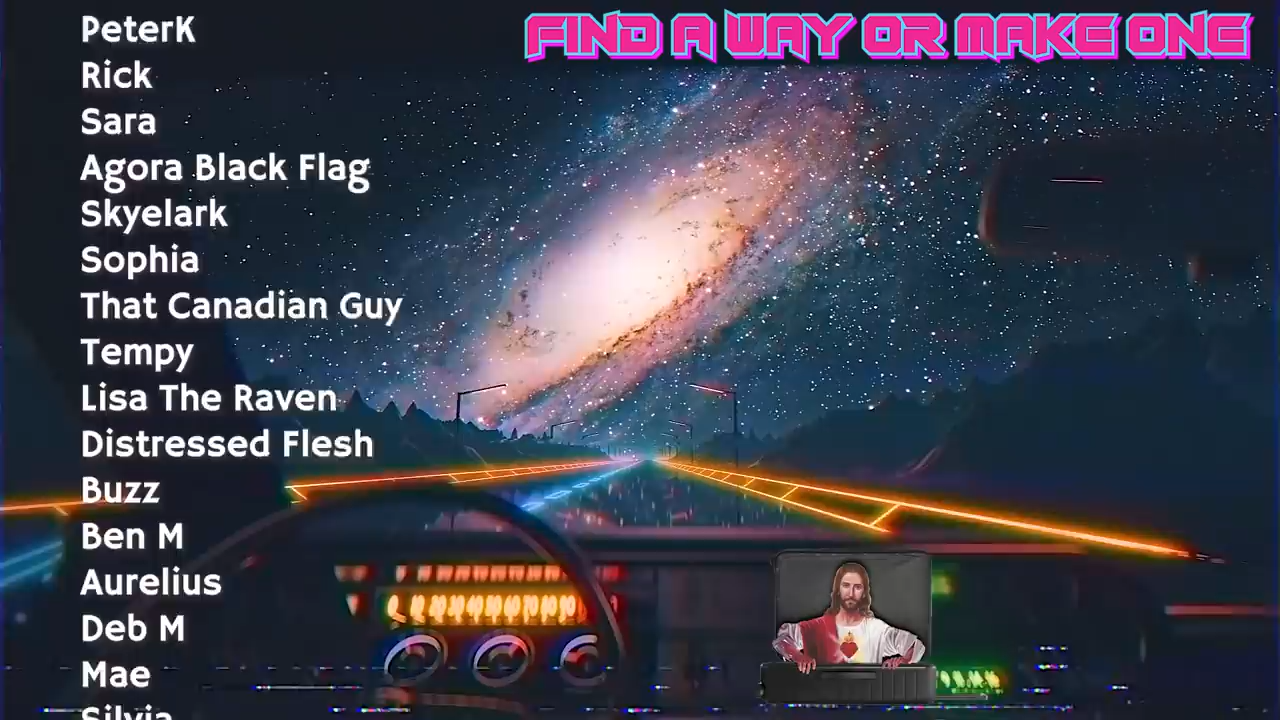 PeterK
FIND A WAY OR MAKE ONE
Rick
Sara
Agora Black Flag
Skyelark
Sophia
That Canadian Guy
Tempy
Lisa The Raven
Distressed Flesh
Buzz
Ben M
Aurelius
Deb M
Mae
Silvia